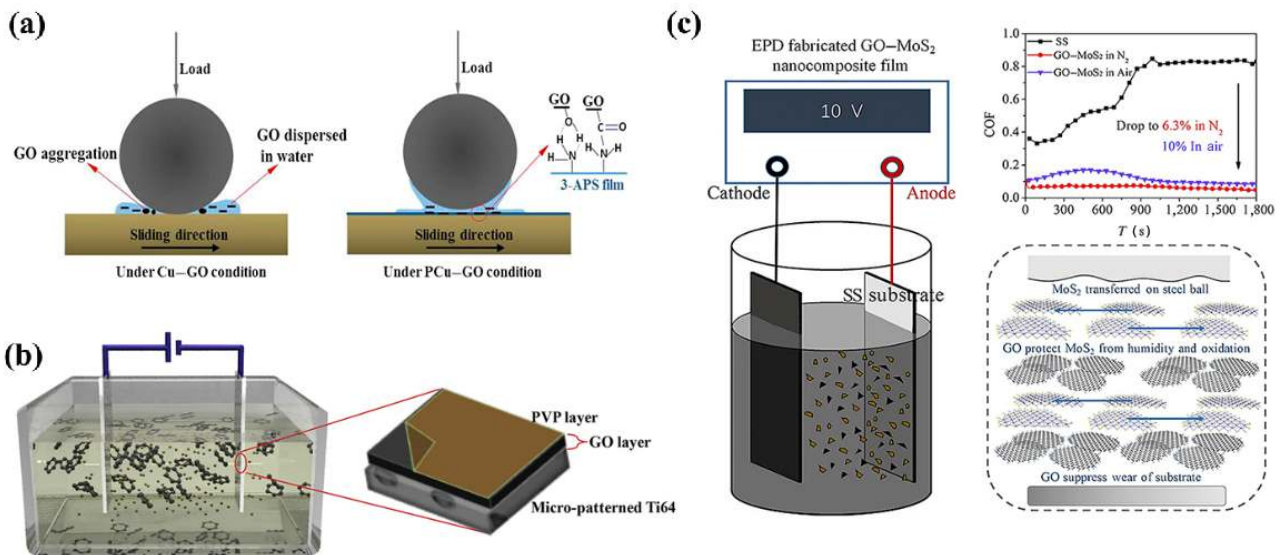 (a)
Load
GO aggregation
GO dispersed
in water
Sliding direction
Under Cu–GO condition
Load
GO
O
H
H
H
N
GO
C
O
H
N
H
3-APS film
Sliding direction
Under PCu–GO condition
(b)
PVP layer
GO layer
Micro-patterned Ti64
(c)
EPD fabricated GO–MoS₂
nanocomposite film
10 V
Cathode
Anode
SS substrate
1.0
0.8
0.6
0.4
0.2
0.0
COF
SS
GO–MoS₂ in N₂
GO–MoS₂ in Air
Drop to 6.3% in N₂
10% In air
0 300 600 900 1,200 1,500 1,800
T (s)
MoS₂ transferred on steel ball
GO protect MoS₂ from humidity and oxidation
GO suppress wear of substrate